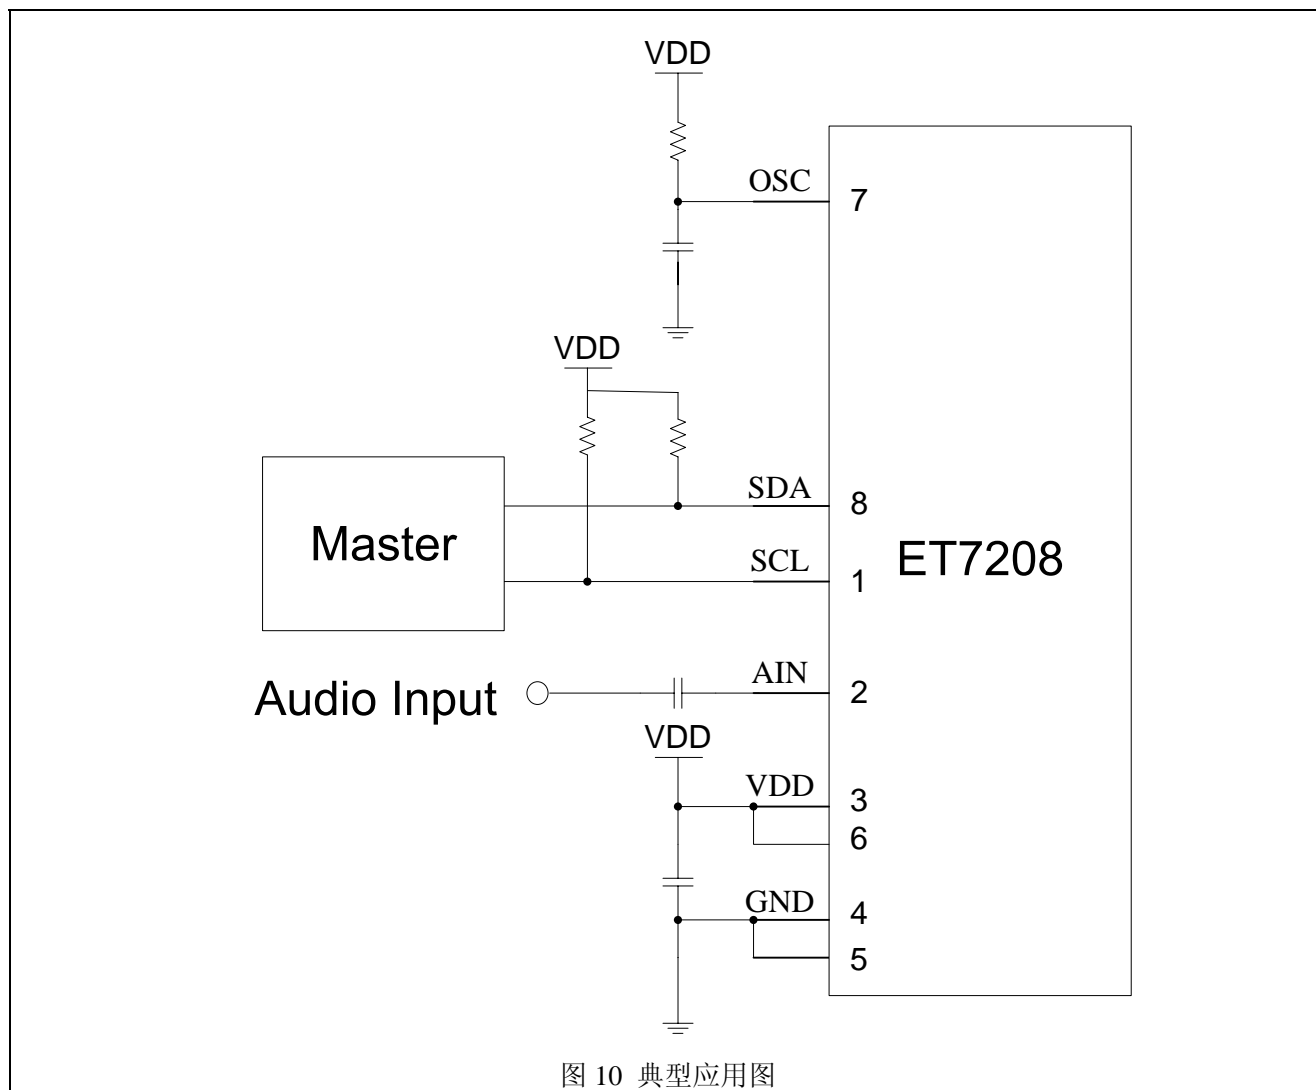 VDD
OSC
7
VDD
SDA
8
Master
ET7208
SCL
1
AIN
2
Audio Input
VDD
VDD
3
6
GND
4
5
图 10 典型应用图